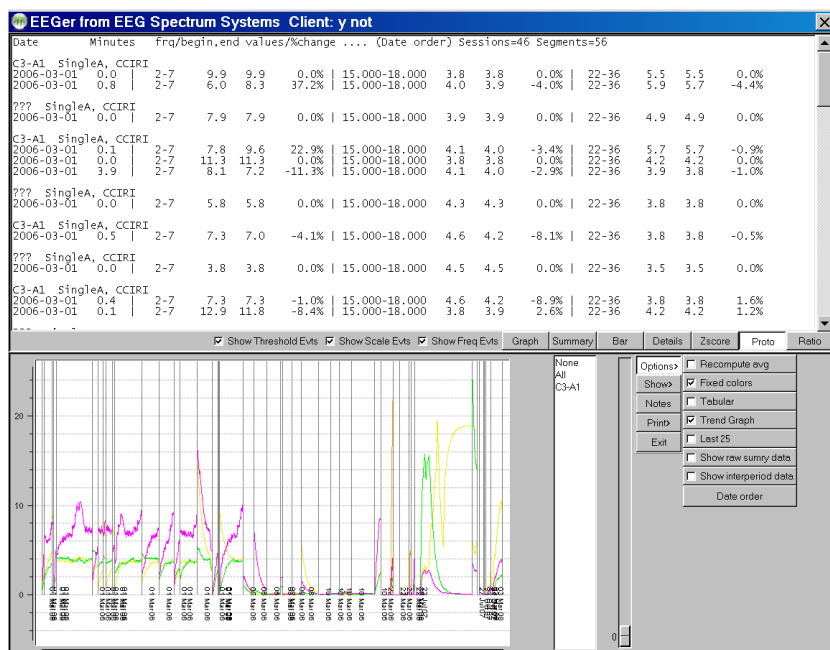 EEGer from EEG Spectrum Systems Client: y not
Date Minutes frq/begin,end values/%change .... (Date order) Sessions=46 Segments=56
C3-A1 SingleA, CCIRI
2006-03-01 0.0 | 2-7 9.9 9.9 0.0% | 15.000-18.000 3.8 3.8 0.0% | 22-36 5.5 5.5 0.0%
2006-03-01 0.8 | 2-7 6.0 8.3 37.2% | 15.000-18.000 4.0 3.9 -4.0% | 22-36 5.9 5.7 -4.4%
??? SingleA, CCIRI
2006-03-01 0.0 | 2-7 7.9 7.9 0.0% | 15.000-18.000 3.9 3.9 0.0% | 22-36 4.9 4.9 0.0%
C3-A1 SingleA, CCIRI
2006-03-01 0.1 | 2-7 7.8 9.6 22.9% | 15.000-18.000 4.1 4.0 -3.4% | 22-36 5.7 5.7 -0.9%
2006-03-01 0.0 | 2-7 11.3 11.3 0.0% | 15.000-18.000 3.8 3.8 0.0% | 22-36 4.2 4.2 0.0%
2006-03-01 3.9 | 2-7 8.1 7.2 -11.3% | 15.000-18.000 4.1 4.0 -2.9% | 22-36 3.9 3.8 -1.0%
??? SingleA, CCIRI
2006-03-01 0.0 | 2-7 5.8 5.8 0.0% | 15.000-18.000 4.3 4.3 0.0% | 22-36 3.8 3.8 0.0%
C3-A1 SingleA, CCIRI
2006-03-01 0.5 | 2-7 7.3 7.0 -4.1% | 15.000-18.000 4.6 4.2 -8.1% | 22-36 3.8 3.8 -0.5%
??? SingleA, CCIRI
2006-03-01 0.0 | 2-7 3.8 3.8 0.0% | 15.000-18.000 4.5 4.5 0.0% | 22-36 3.5 3.5 0.0%
C3-A1 SingleA, CCIRI
2006-03-01 0.4 | 2-7 7.3 7.3 -1.0% | 15.000-18.000 4.6 4.2 -8.9% | 22-36 3.8 3.8 1.6%
2006-03-01 0.1 | 2-7 12.9 11.8 -8.4% | 15.000-18.000 3.8 3.9 2.6% | 22-36 4.2 4.2 1.2%
Show Threshold Evts Show Scale Evts Show Freq Evts Graph Summary Bar Details Zscore Proto Ratio
None
All
C3-A1
Options>
Show>
Notes
Print>
Exit
Recompute avg
Fixed colors
Tabular
Trend Graph
Last 25
Show raw sumry data
Show interperiod data
Date order
20
10
0
01 Mar 06
01 Mar 06
01 Mar 06
0